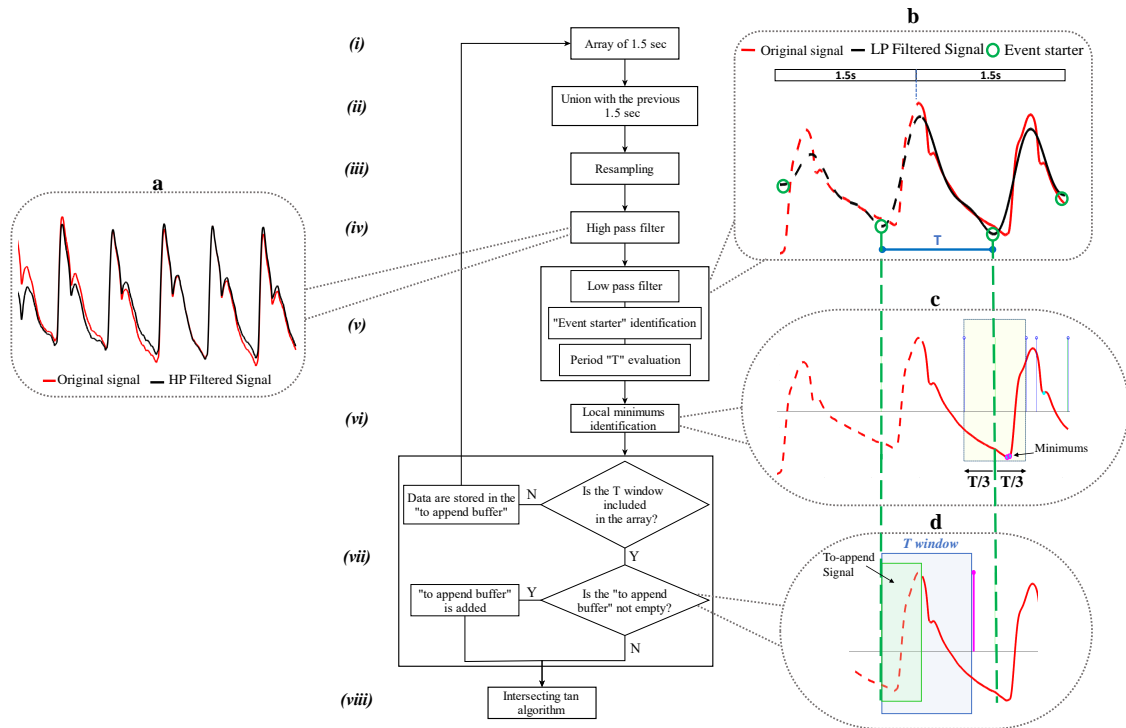 a
Original signal
HP Filtered Signal
(i)
Array of 1.5 sec
(ii)
Union with the previous
1.5 sec
(iii)
Resampling
(iv)
High pass filter
(v)
Low pass filter
"Event starter" identification
Period "T" evaluation
(vi)
Local minimums
identification
(vii)
Is the T window
included
in the array?
N
Data are stored in the
"to append buffer"
Y
Is the "to append
buffer" not empty?
Y
"to append buffer"
is added
N
(viii)
Intersecting tan
algorithm
b
Original signal
LP Filtered Signal
Event starter
1.5s
1.5s
T
c
Minimums
T/3
T/3
d
T window
To-append
Signal